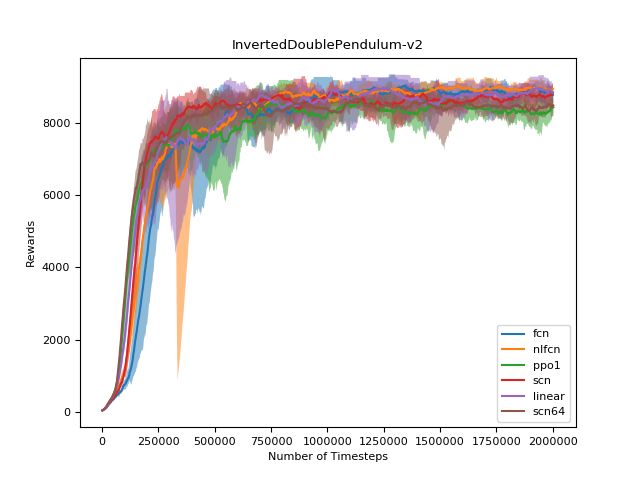 InvertedDoublePendulum-v2
Rewards
8000
6000
4000
2000
0
0 250000 500000 750000 1000000 1250000 1500000 1750000 2000000
Number of Timesteps
fcn
nlfcn
ppo1
scn
linear
scn64